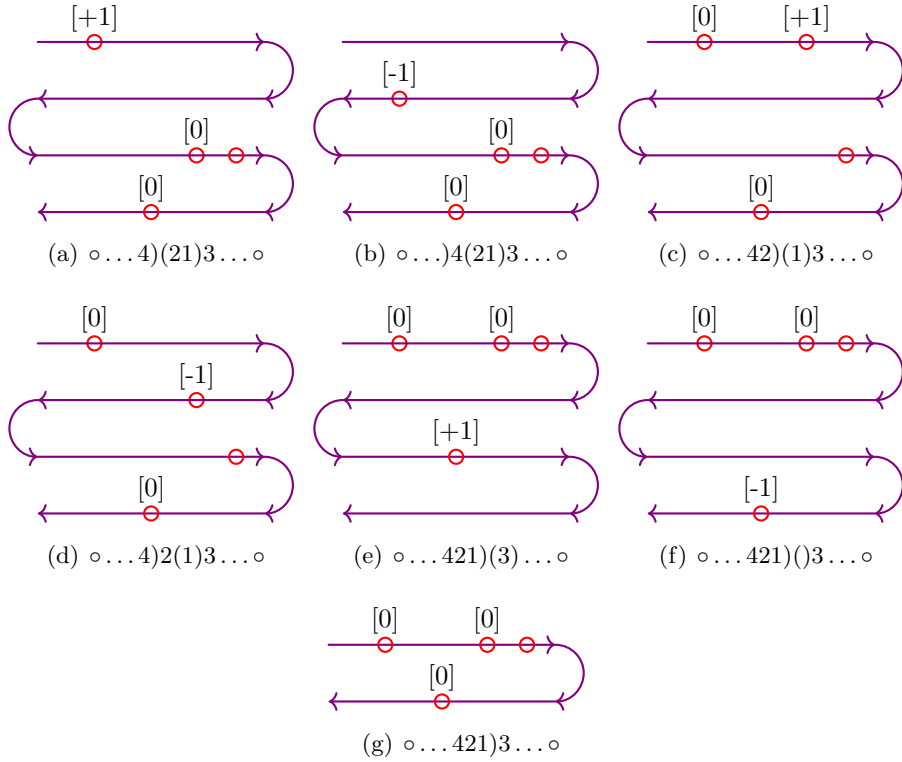 [+1]
[0]
[0]
(a) ∘…4)(21)3…∘
[-1]
[0]
[0]
(b) ∘…)4(21)3…∘
[0] [+1]
[0]
(c) ∘…42)(1)3…∘
[0]
[-1]
[0]
(d) ∘…4)2(1)3…∘
[0] [0]
[+1]
(e) ∘…421)(3)…∘
[0] [0]
[-1]
(f) ∘…421)()3…∘
[0] [0]
[0]
(g) ∘…421)3…∘